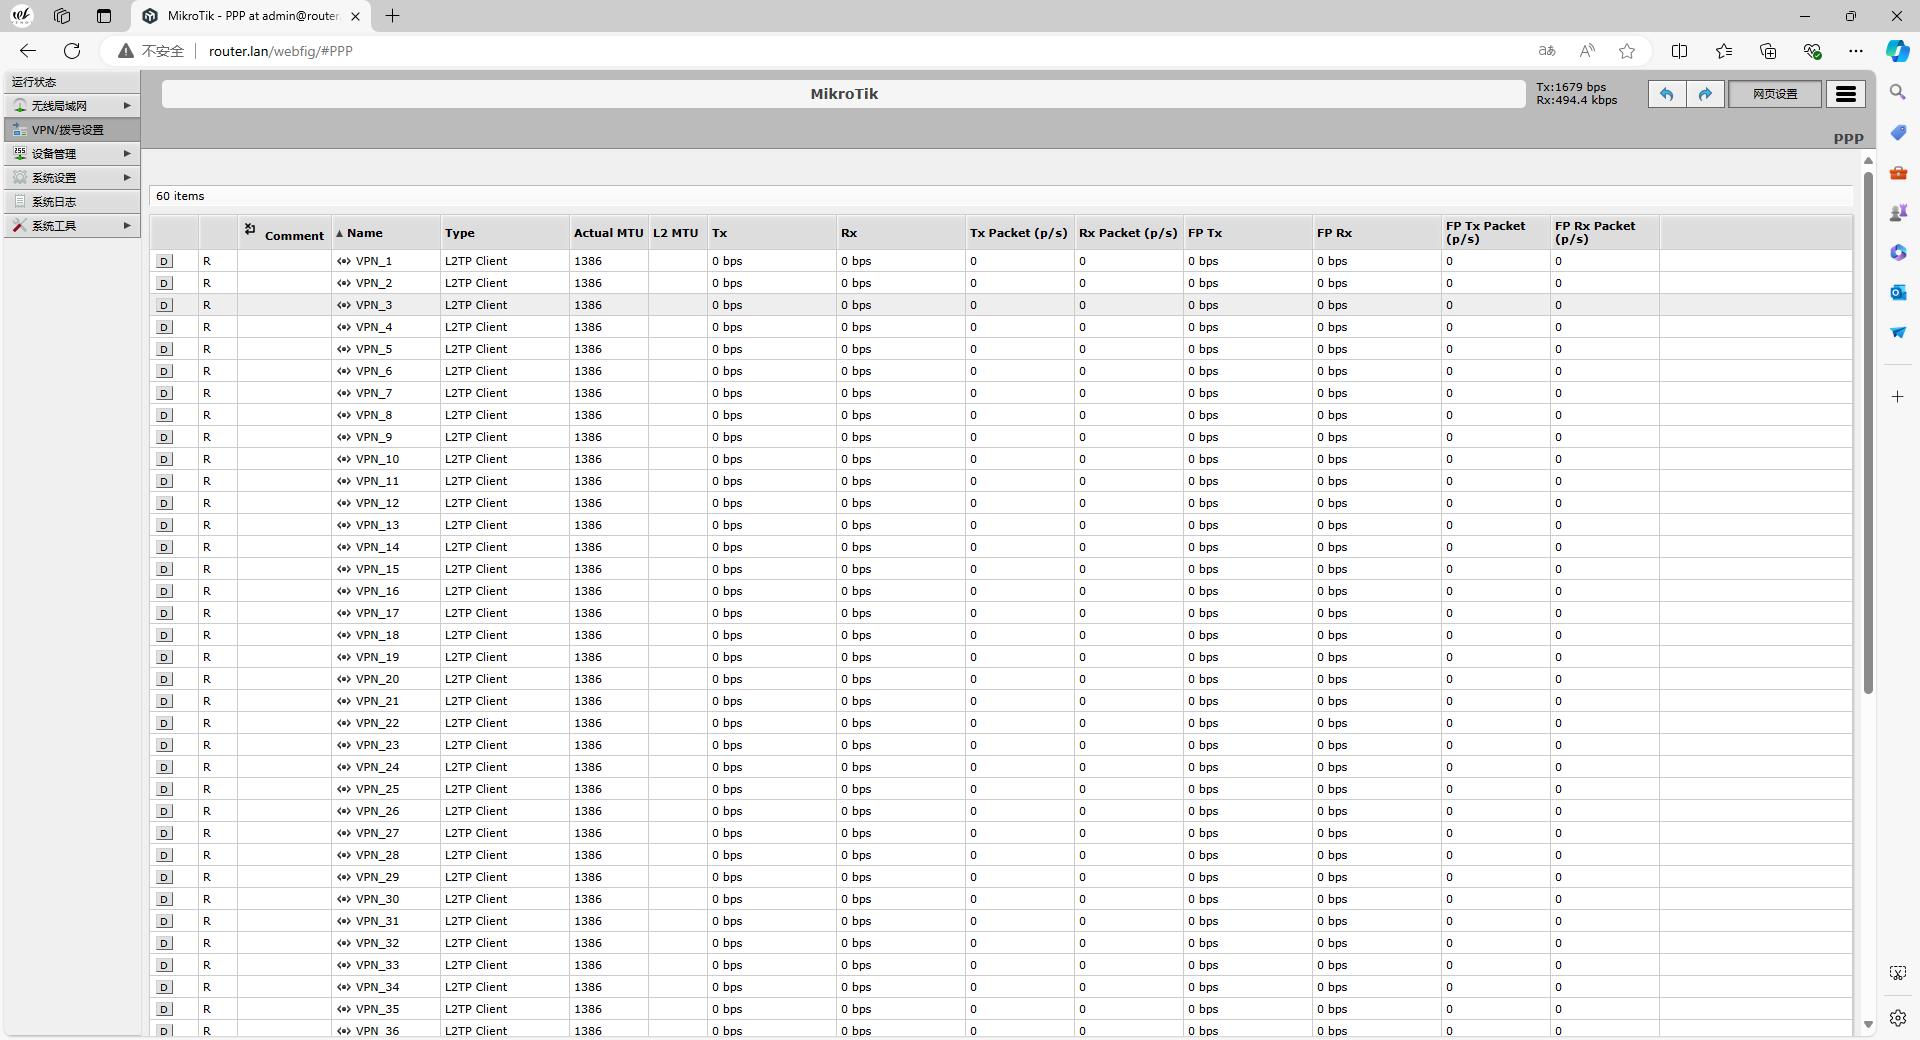 MikroTik - PPP at admin@router.
不安全 router.lan/webfig/#PPP
运行状态
无线局域网
VPN/拨号设置
设备管理
系统设置
系统日志
系统工具
MikroTik
Tx:1679 bps
Rx:494.4 kbps
网页设置
PPP
60 items
Comment Name Type Actual MTU L2 MTU Tx Rx Tx Packet (p/s) Rx Packet (p/s) FP Tx FP Rx FP Tx Packet (p/s) FP Rx Packet (p/s)
D R VPN_1 L2TP Client 1386 0 bps 0 bps 0 0 0 bps 0 bps 0 0
D R VPN_2 L2TP Client 1386 0 bps 0 bps 0 0 0 bps 0 bps 0 0
D R VPN_3 L2TP Client 1386 0 bps 0 bps 0 0 0 bps 0 bps 0 0
D R VPN_4 L2TP Client 1386 0 bps 0 bps 0 0 0 bps 0 bps 0 0
D R VPN_5 L2TP Client 1386 0 bps 0 bps 0 0 0 bps 0 bps 0 0
D R VPN_6 L2TP Client 1386 0 bps 0 bps 0 0 0 bps 0 bps 0 0
D R VPN_7 L2TP Client 1386 0 bps 0 bps 0 0 0 bps 0 bps 0 0
D R VPN_8 L2TP Client 1386 0 bps 0 bps 0 0 0 bps 0 bps 0 0
D R VPN_9 L2TP Client 1386 0 bps 0 bps 0 0 0 bps 0 bps 0 0
D R VPN_10 L2TP Client 1386 0 bps 0 bps 0 0 0 bps 0 bps 0 0
D R VPN_11 L2TP Client 1386 0 bps 0 bps 0 0 0 bps 0 bps 0 0
D R VPN_12 L2TP Client 1386 0 bps 0 bps 0 0 0 bps 0 bps 0 0
D R VPN_13 L2TP Client 1386 0 bps 0 bps 0 0 0 bps 0 bps 0 0
D R VPN_14 L2TP Client 1386 0 bps 0 bps 0 0 0 bps 0 bps 0 0
D R VPN_15 L2TP Client 1386 0 bps 0 bps 0 0 0 bps 0 bps 0 0
D R VPN_16 L2TP Client 1386 0 bps 0 bps 0 0 0 bps 0 bps 0 0
D R VPN_17 L2TP Client 1386 0 bps 0 bps 0 0 0 bps 0 bps 0 0
D R VPN_18 L2TP Client 1386 0 bps 0 bps 0 0 0 bps 0 bps 0 0
D R VPN_19 L2TP Client 1386 0 bps 0 bps 0 0 0 bps 0 bps 0 0
D R VPN_20 L2TP Client 1386 0 bps 0 bps 0 0 0 bps 0 bps 0 0
D R VPN_21 L2TP Client 1386 0 bps 0 bps 0 0 0 bps 0 bps 0 0
D R VPN_22 L2TP Client 1386 0 bps 0 bps 0 0 0 bps 0 bps 0 0
D R VPN_23 L2TP Client 1386 0 bps 0 bps 0 0 0 bps 0 bps 0 0
D R VPN_24 L2TP Client 1386 0 bps 0 bps 0 0 0 bps 0 bps 0 0
D R VPN_25 L2TP Client 1386 0 bps 0 bps 0 0 0 bps 0 bps 0 0
D R VPN_26 L2TP Client 1386 0 bps 0 bps 0 0 0 bps 0 bps 0 0
D R VPN_27 L2TP Client 1386 0 bps 0 bps 0 0 0 bps 0 bps 0 0
D R VPN_28 L2TP Client 1386 0 bps 0 bps 0 0 0 bps 0 bps 0 0
D R VPN_29 L2TP Client 1386 0 bps 0 bps 0 0 0 bps 0 bps 0 0
D R VPN_30 L2TP Client 1386 0 bps 0 bps 0 0 0 bps 0 bps 0 0
D R VPN_31 L2TP Client 1386 0 bps 0 bps 0 0 0 bps 0 bps 0 0
D R VPN_32 L2TP Client 1386 0 bps 0 bps 0 0 0 bps 0 bps 0 0
D R VPN_33 L2TP Client 1386 0 bps 0 bps 0 0 0 bps 0 bps 0 0
D R VPN_34 L2TP Client 1386 0 bps 0 bps 0 0 0 bps 0 bps 0 0
D R VPN_35 L2TP Client 1386 0 bps 0 bps 0 0 0 bps 0 bps 0 0
D R VPN_36 L2TP Client 1386 0 bps 0 bps 0 0 0 bps 0 bps 0 0